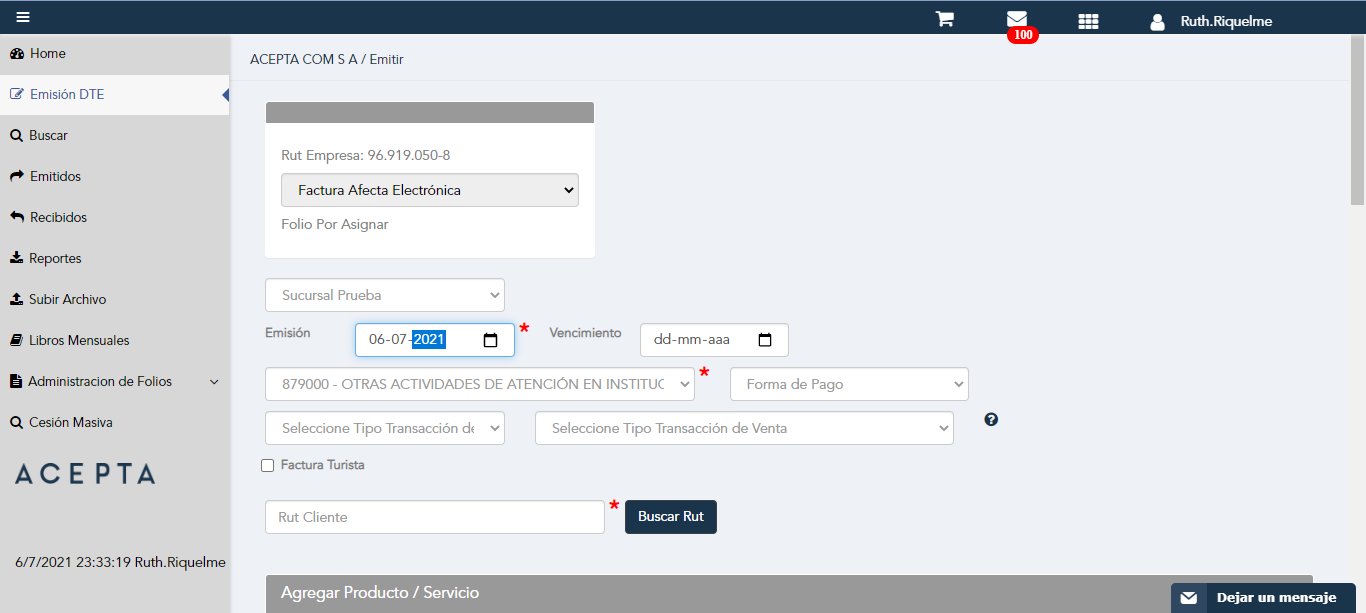 100
Ruth.Riquelme
Home
Emisión DTE
Buscar
Emitidos
Recibidos
Reportes
Subir Archivo
Libros Mensuales
Administracion de Folios
Cesión Masiva
ACEPTA
6/7/2021 23:33:19 Ruth.Riquelme
ACEPTA COM S A / Emitir
Rut Empresa: 96.919.050-8
Factura Afecta Electrónica
Folio Por Asignar
Sucursal Prueba
Emisión 06-07-2021 * Vencimiento dd-mm-aaa
879000 - OTRAS ACTIVIDADES DE ATENCIÓN EN INSTITUC * Forma de Pago
Seleccione Tipo Transacción de Seleccione Tipo Transacción de Venta ?
Factura Turista
Rut Cliente * Buscar Rut
Agregar Producto / Servicio
Dejar un mensaje